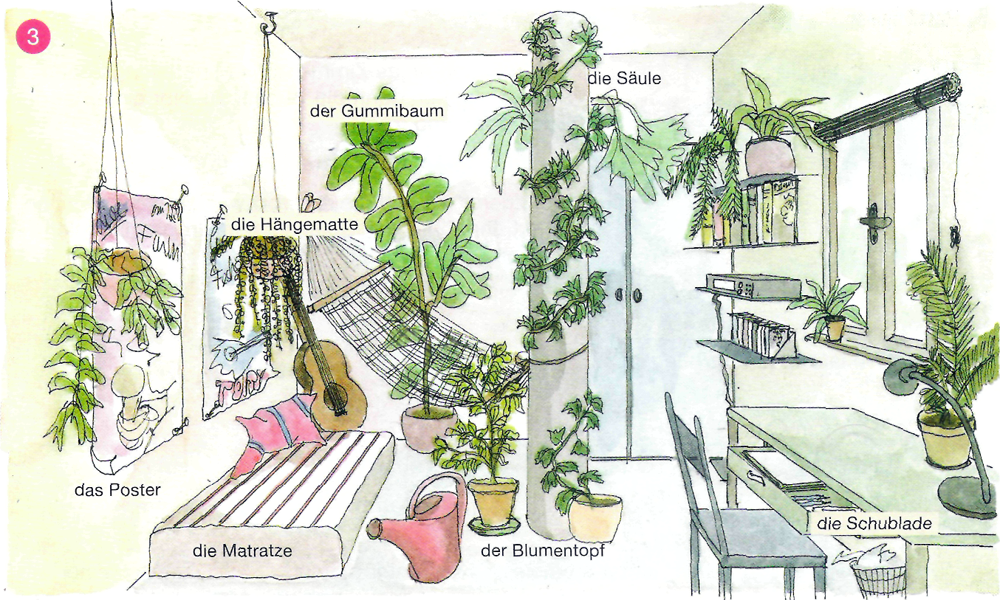 3
die Säule
der Gummibaum
die Hängematte
das Poster
die Schublade
die Matratze
der Blumentopf